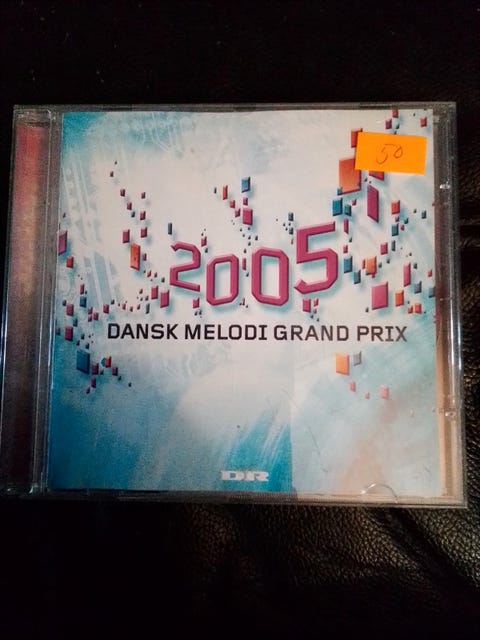 50
2005
DANSK MELODI GRAND PRIX
DR